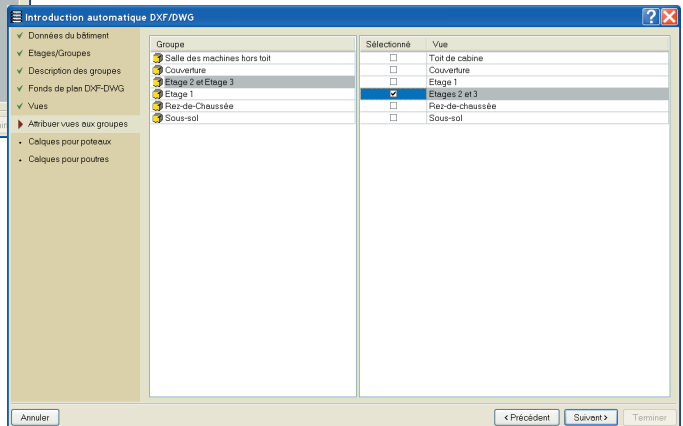 Introduction automatique DXF/DWG
Données du bâtiment
Etages/Groupes
Description des groupes
Fonds de plan DXF-DWG
Vues
Attribuer vues aux groupes
Calques pour poteaux
Calques pour poutres
Groupe
Salle des machines hors toit
Couverture
Etage 2 et Etage 3
Etage 1
Rez-de-Chaussée
Sous-sol
Sélectionné Vue
Toit de cabine
Couverture
Etage 1
Etages 2 et 3
Rez-de-chaussée
Sous-sol
Annuler
< Précédent
Suivant >
Terminer